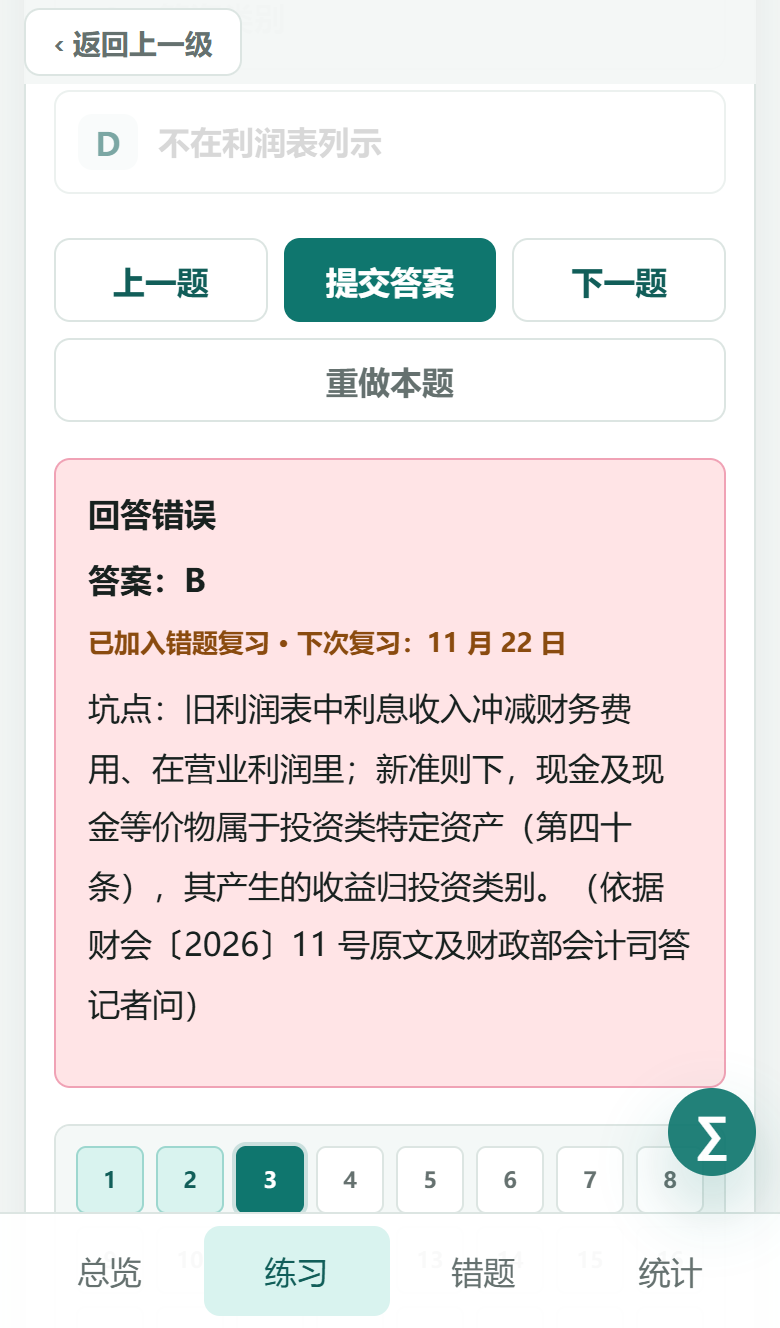 ‹ 返回上一级
D 不在利润表列示
上一题 提交答案 下一题
重做本题
回答错误
答案：B
已加入错题复习 · 下次复习：11 月 22 日
坑点：旧利润表中利息收入冲减财务费
用、在营业利润里；新准则下，现金及现
金等价物属于投资类特定资产（第四十
条），其产生的收益归投资类别。（依据
财会〔2026〕11 号原文及财政部会计司答
记者问）
∑
1 2 3 4 5 6 7 8
10 13 14 15
总览 练习 错题 统计